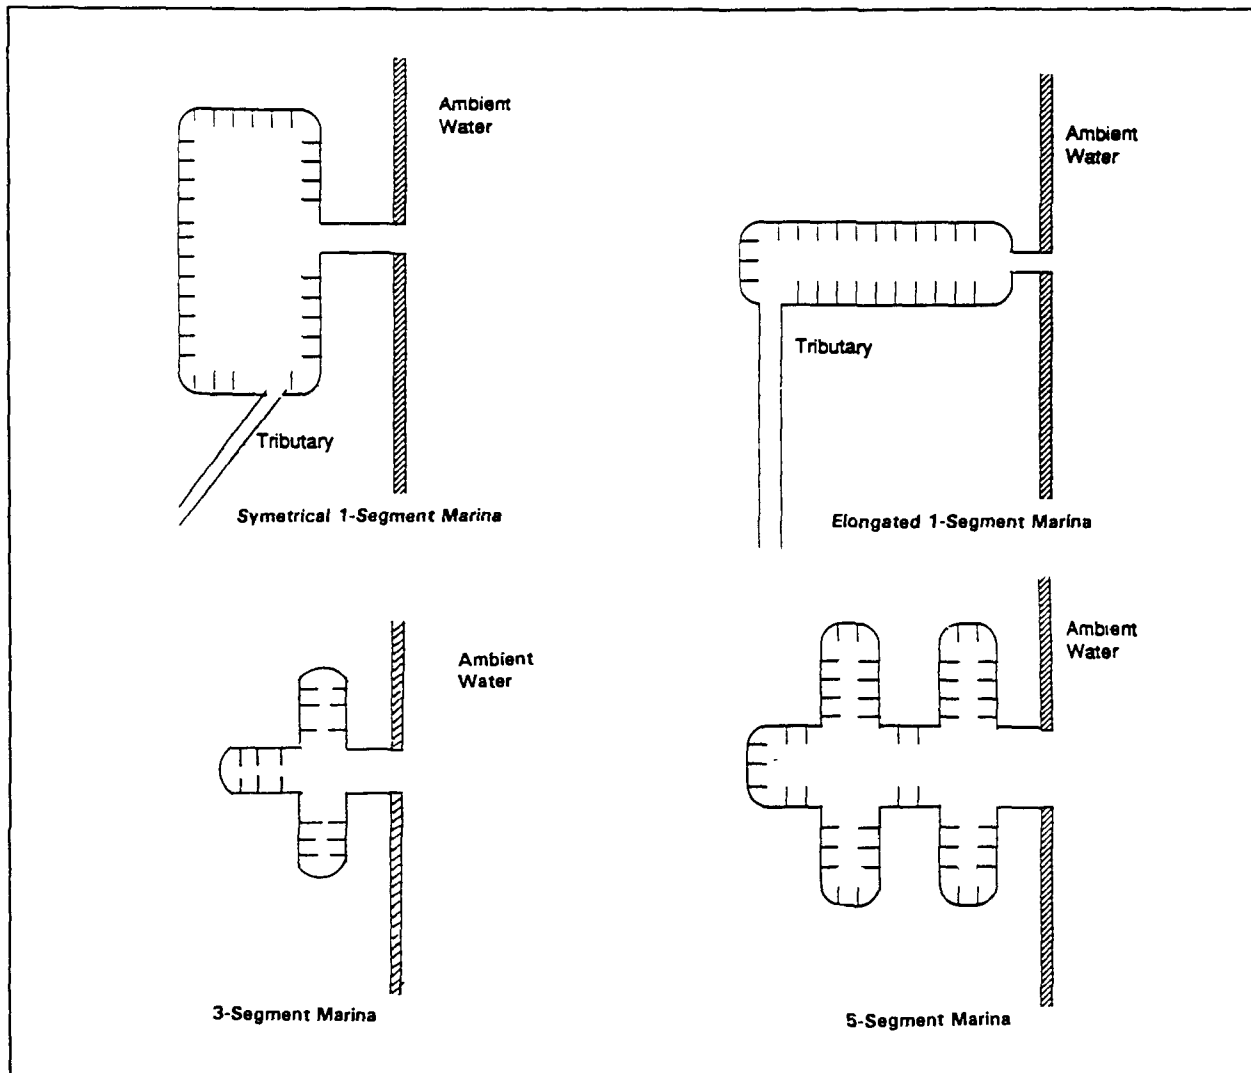 Ambient
Water
Tributary
Symetrical 1-Segment Marina
Ambient
Water
Tributary
Elongated 1-Segment Marina
Ambient
Water
3-Segment Marina
Ambient
Water
5-Segment Marina